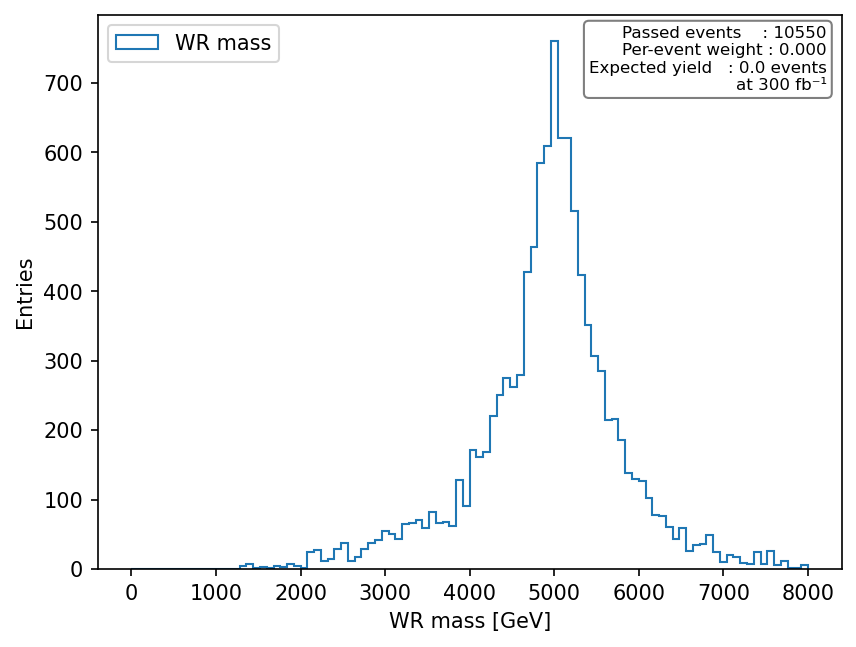 WR mass
Passed events    : 10550
Per-event weight : 0.000
Expected yield   : 0.0 events
at 300 fb⁻¹
700
600
500
400
300
200
100
0
Entries
0 1000 2000 3000 4000 5000 6000 7000 8000
WR mass [GeV]